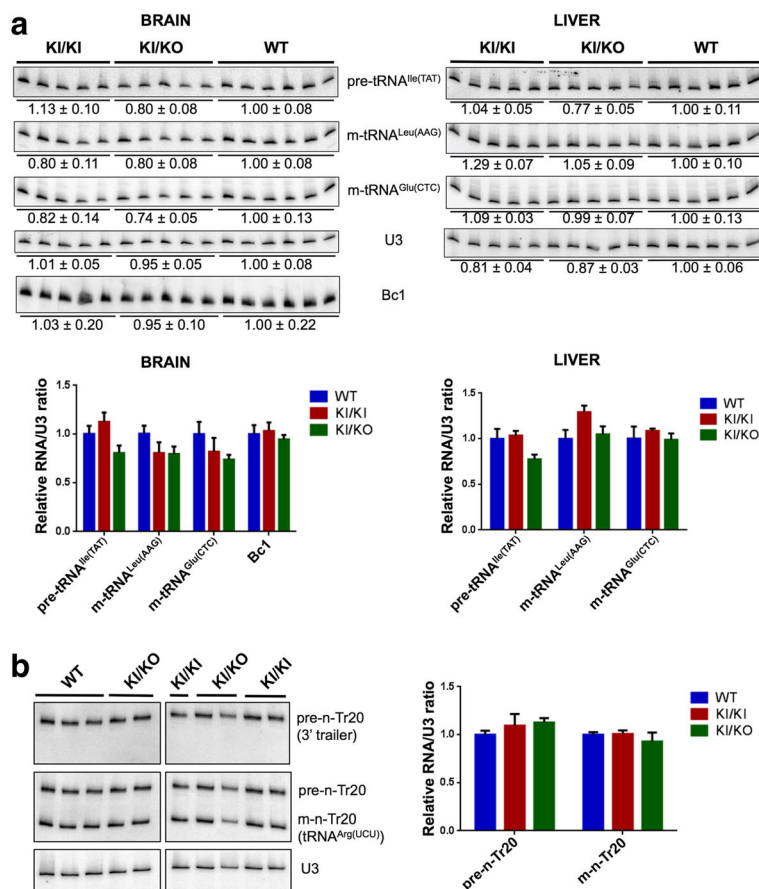 a
BRAIN
KI/KI KI/KO WT
pre-tRNAIle(TAT)
1.13 ± 0.10 0.80 ± 0.08 1.00 ± 0.08
m-tRNALeu(AAG)
0.80 ± 0.11 0.80 ± 0.08 1.00 ± 0.08
m-tRNAGlu(CTC)
0.82 ± 0.14 0.74 ± 0.05 1.00 ± 0.13
U3
1.01 ± 0.05 0.95 ± 0.05 1.00 ± 0.08
Bc1
1.03 ± 0.20 0.95 ± 0.10 1.00 ± 0.22
LIVER
KI/KI KI/KO WT
1.04 ± 0.05 0.77 ± 0.05 1.00 ± 0.11
1.29 ± 0.07 1.05 ± 0.09 1.00 ± 0.10
1.09 ± 0.03 0.99 ± 0.07 1.00 ± 0.13
0.81 ± 0.04 0.87 ± 0.03 1.00 ± 0.06
BRAIN
Relative RNA/U3 ratio
1.5
1.0
0.5
0.0
pre-tRNAIle(TAT)
m-tRNALeu(AAG)
m-tRNAGlu(CTC)
Bc1
WT
KI/KI
KI/KO
LIVER
Relative RNA/U3 ratio
1.5
1.0
0.5
0.0
pre-tRNAIle(TAT)
m-tRNALeu(AAG)
m-tRNAGlu(CTC)
WT
KI/KI
KI/KO
b
WT KI/KO KI/KI KI/KO KI/KI
pre-n-Tr20
(3' trailer)
pre-n-Tr20
m-n-Tr20
(tRNAArg(UCU))
U3
Relative RNA/U3 ratio
1.5
1.0
0.5
0.0
pre-n-Tr20
m-n-Tr20
WT
KI/KI
KI/KO